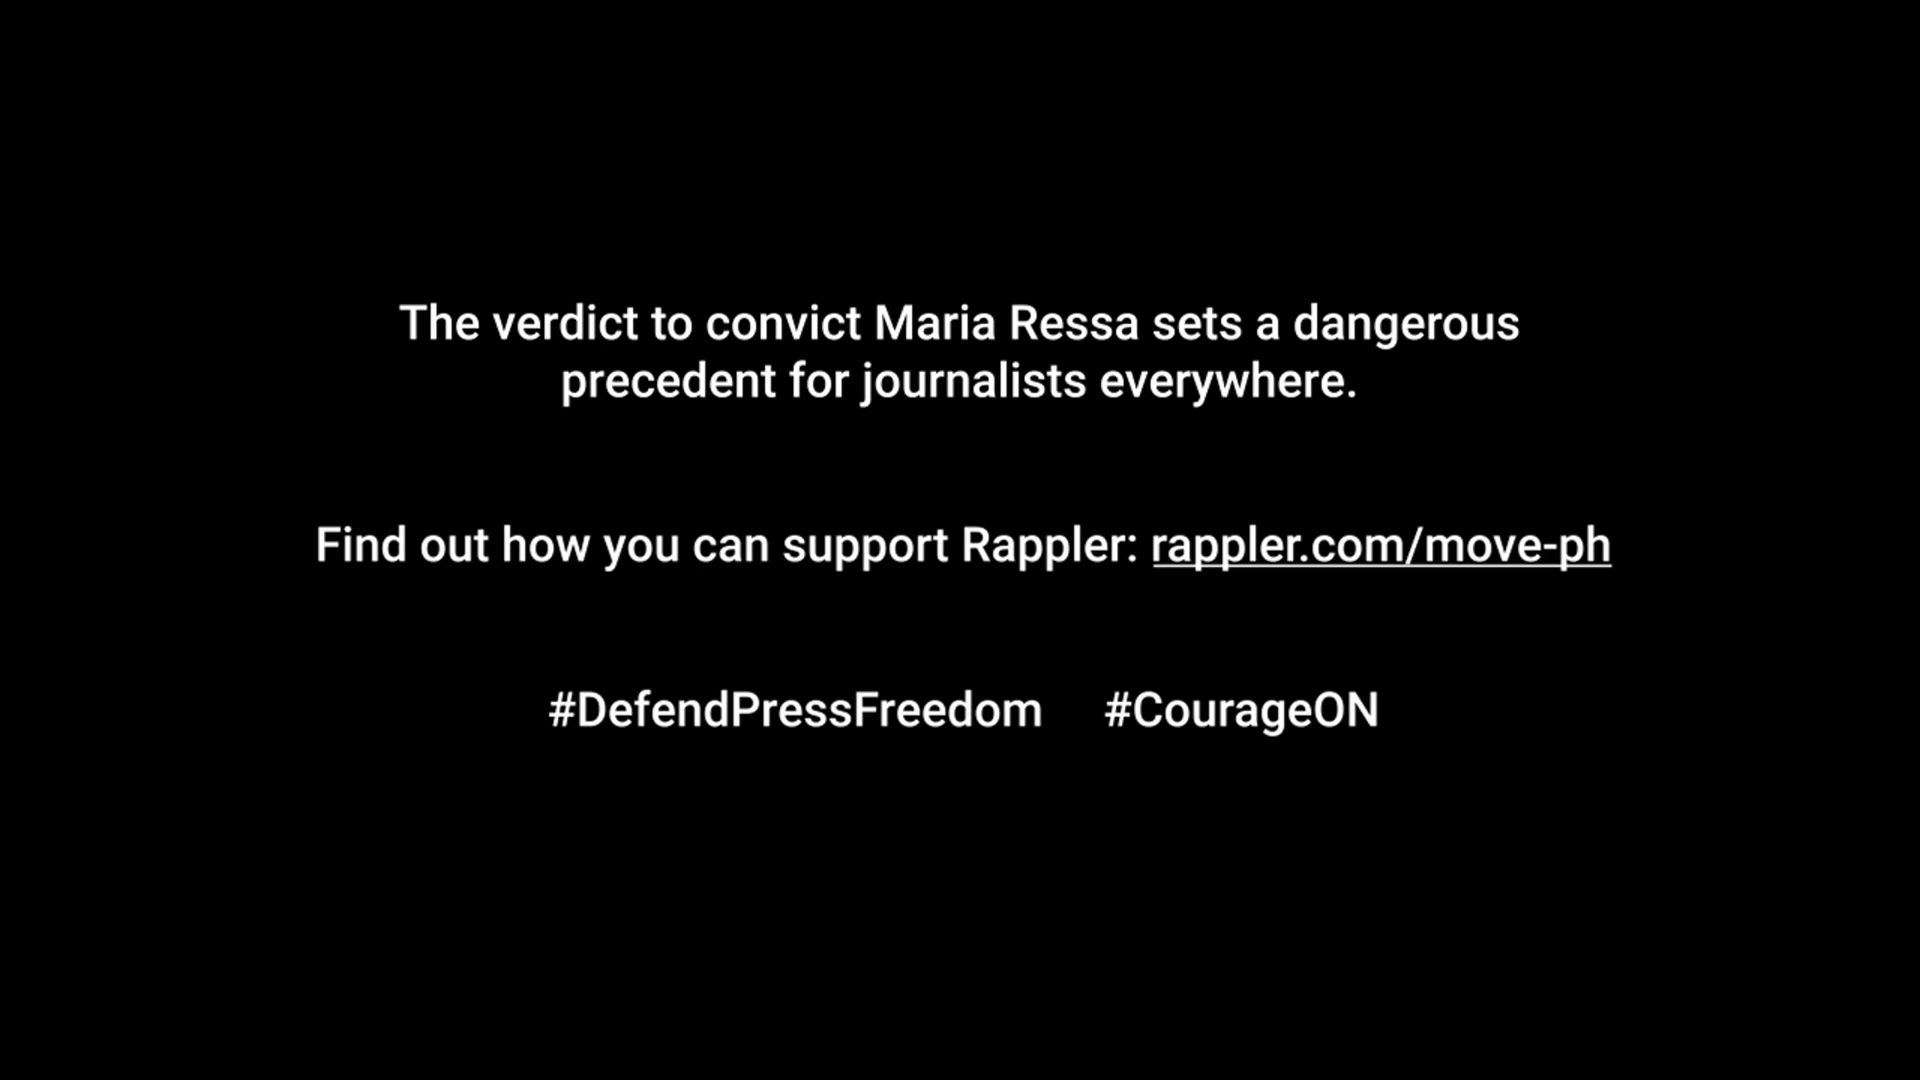 The verdict to convict Maria Ressa sets a dangerous
precedent for journalists everywhere.
Find out how you can support Rappler: rappler.com/move-ph
#DefendPressFreedom #CourageON